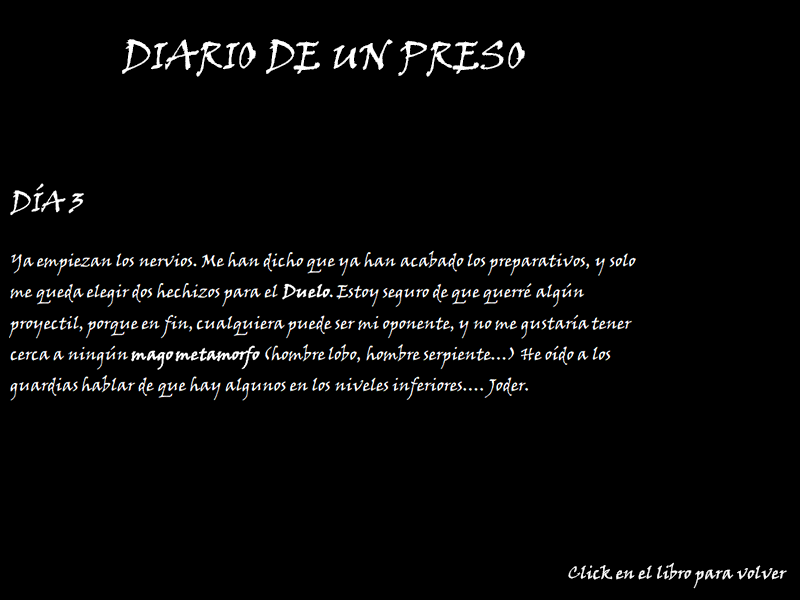 DIARIO DE UN PRESO
DÍA 3
Ya empiezan los nervios. Me han dicho que ya han acabado los preparativos, y solo
me queda elegir dos hechizos para el Duelo. Estoy seguro de que querré algún
proyectil, porque en fin, cualquiera puede ser mi oponente, y no me gustaría tener
cerca a ningún mago metamorfo (hombre lobo, hombre serpiente...) He oído a los
guardias hablar de que hay algunos en los niveles inferiores.... Joder.
Click en el libro para volver